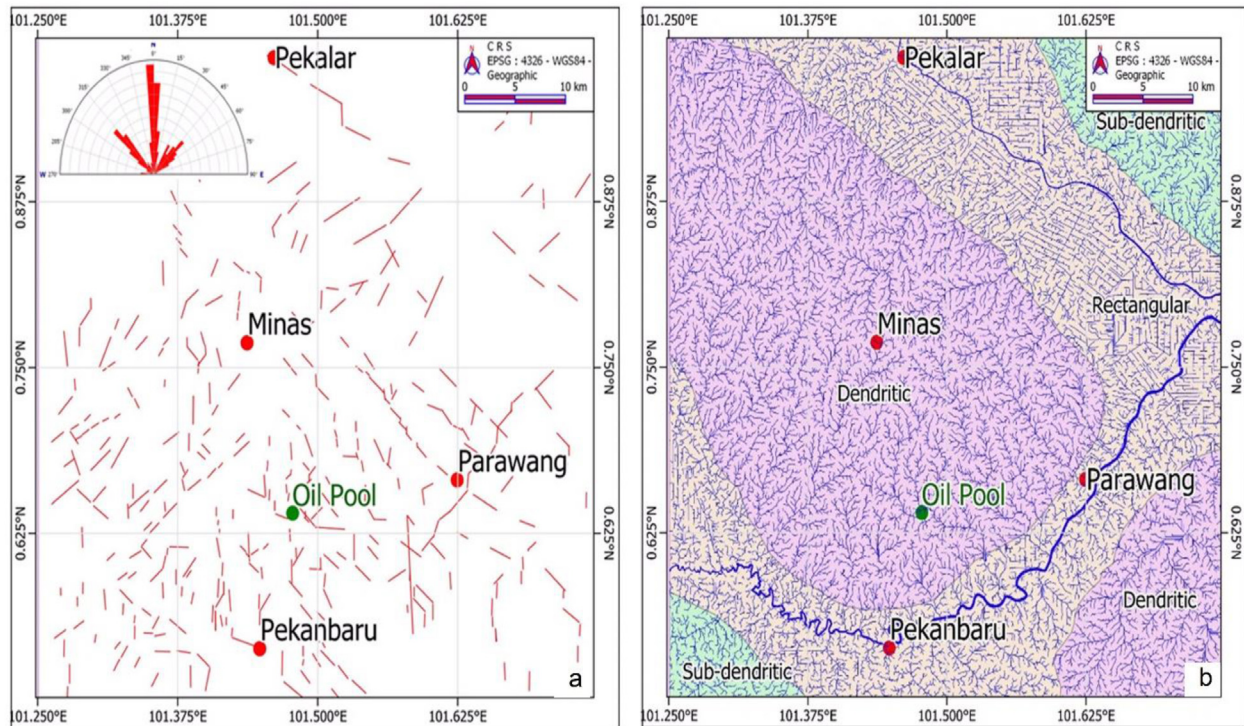 101.250°E 101.375°E 101.500°E 101.625°E
C R S
EPSG : 4326 - WGS84 -
Geographic
0 5 10 km
N
W
E
270°
Pekalar
0.875°N
0.875°N
Minas
0.750°N
0.750°N
Parawang
Oil Pool
0.625°N
0.625°N
Pekanbaru
a
101.250°E 101.375°E 101.500°E 101.625°E
101.250°E 101.375°E 101.500°E 101.625°E
C R S
EPSG : 4326 - WGS84 -
Geographic
0 5 10 km
Pekalar
Sub-dendritic
0.875°N
0.875°N
Rectangular
Minas
0.750°N
0.750°N
Dendritic
Parawang
Oil Pool
0.625°N
0.625°N
Dendritic
Pekanbaru
Sub-dendritic
b
101.250°E 101.375°E 101.500°E 101.625°E